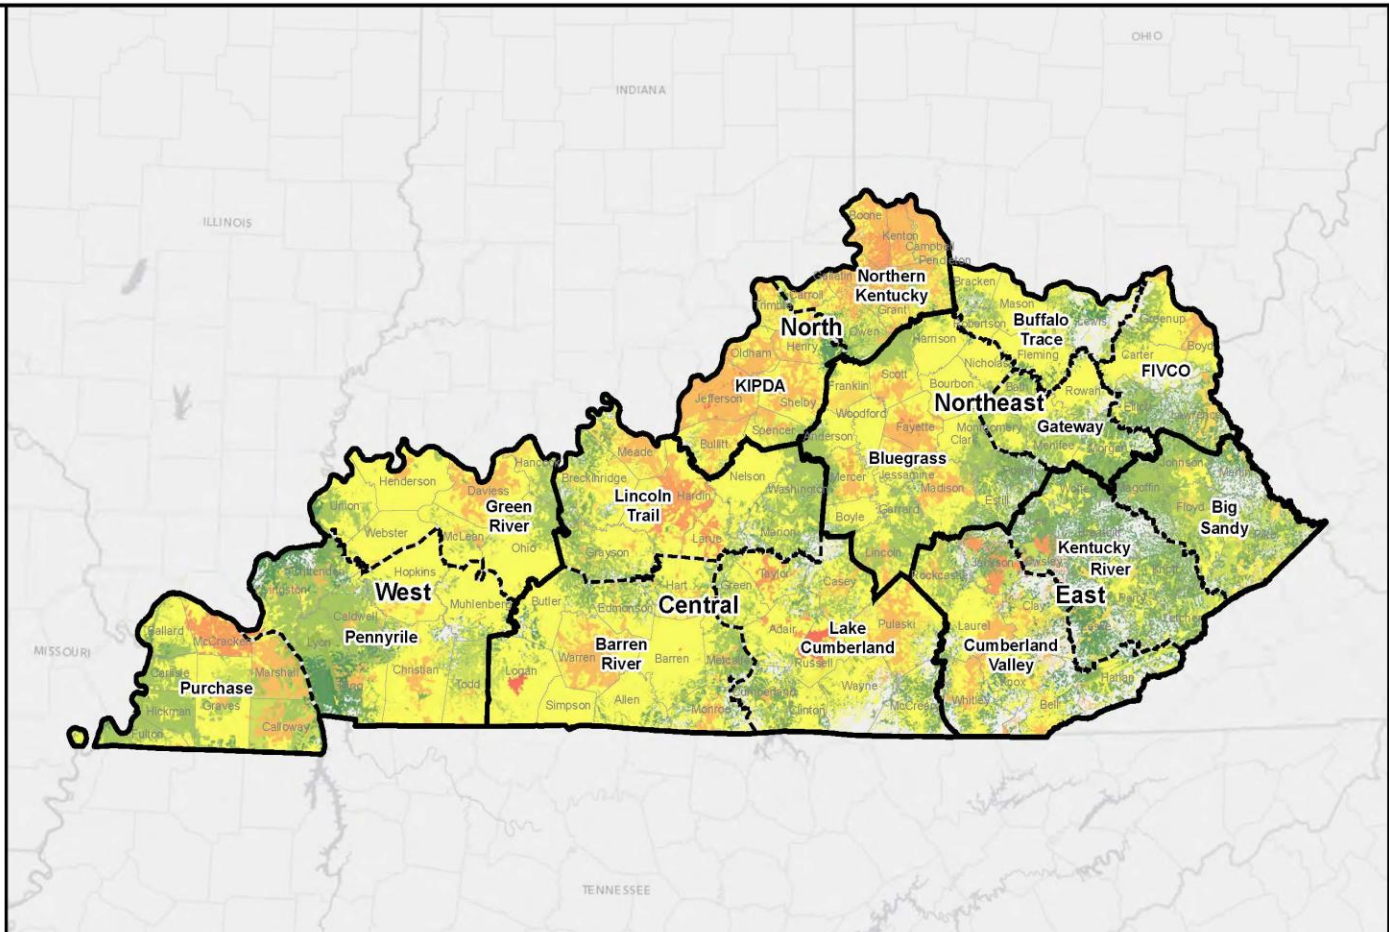 OHIO
INDIANA
ILLINOIS
MISSOURI
TENNESSEE
Boone
Kenton
Campbell
Pendleton
Gallatin
Northern
Kentucky
Carroll
Trimble
Grant
Owen
North
Henry
Oldham
KIPDA
Jefferson
Shelby
Spencer
Bullitt
Bracken
Mason
Robertson
Buffalo
Trace
Lewis
Fleming
Greenup
Boyd
Carter
FIVCO
Elliott
Lawrence
Harrison
Nicholas
Scott
Bourbon
Franklin
Bath
Rowan
Northeast
Woodford
Fayette
Montgomery
Clar
Gateway
Menifee
Morgan
Anderson
Bluegrass
Mercer
Jessamine
Madison
Estill
Boyle
Garrard
Lincoln
Meade
Hancock
Breckinridge
Nelson
Washington
Lincoln
Trail
Hardin
Larue
Marion
Grayson
Henderson
Daviess
Green
River
Union
Webster
McLean
Ohio
Johnson
Martin
Magoffin
Floyd
Big
Sandy
Pike
Wolfe
Breathitt
Kentucky
River
Knott
Owsley
Perry
Leslie
Letcher
East
Rockcastle
Jackson
Clay
Laurel
Cumberland
Valley
Knox
Harlan
Whitley
Bell
Crittenden
Livingston
Hopkins
West
Muhlenberg
Caldwell
Lyon
Pennyrile
Christian
Trigg
Todd
Ballard
McCracken
Carlisle
Marshall
Purchase
Graves
Hickman
Calloway
Fulton
Butler
Edmonson
Hart
Green
Taylor
Casey
Central
Adair
Lake
Cumberland
Pulaski
Barren
River
Logan
Warren
Barren
Metcalfe
Russell
Wayne
Simpson
Allen
Monroe
Cumberland
Clinton
McCreary